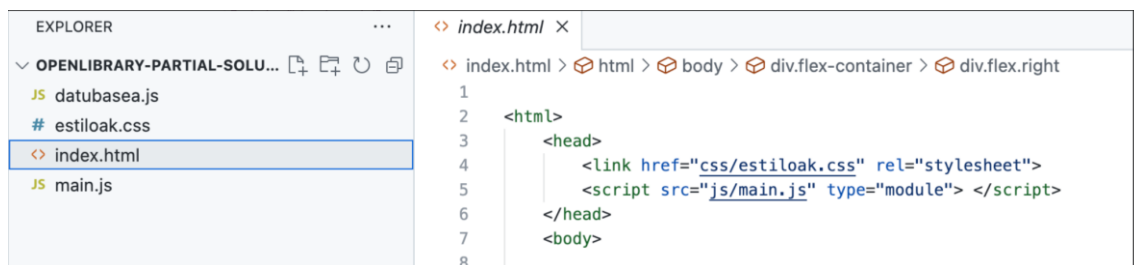 EXPLORER ...
index.html
OPENLIBRARY-PARTIAL-SOLU...
index.html > html > body > div.flex-container > div.flex.right
JS datubasea.js
# estiloak.css
<> index.html
JS main.js
1
2 <html>
3 <head>
4 <link href="css/estiloak.css" rel="stylesheet">
5 <script src="js/main.js" type="module"> </script>
6 </head>
7 <body>
8